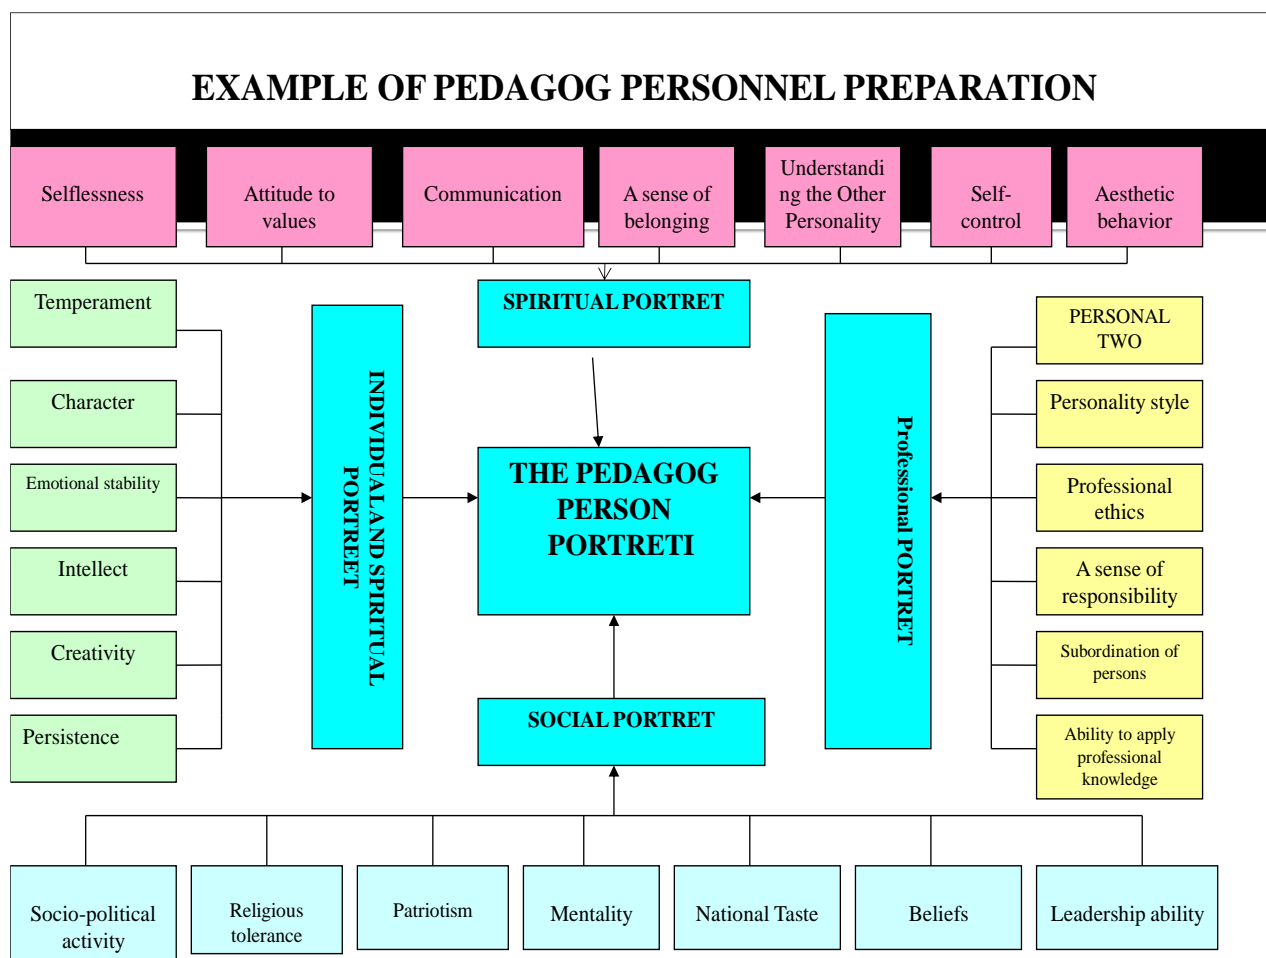 EXAMPLE OF PEDAGOG PERSONNEL PREPARATION
Selflessness
Attitude to
values
Communication
A sense of
belonging
Understandi
ng the Other
Personality
Self-
control
Aesthetic
behavior
Temperament
Character
Emotional stability
Intellect
Creativity
Persistence
INDIVIDUAL AND SPIRITUAL
PORTREET
SPIRITUAL PORTRET
THE PEDAGOG
PERSON
PORTRETI
SOCIAL PORTRET
Professional PORTRET
PERSONAL
TWO
Personality style
Professional
ethics
A sense of
responsibility
Subordination of
persons
Ability to apply
professional
knowledge
Socio-political
activity
Religious
tolerance
Patriotism
Mentality
National Taste
Beliefs
Leadership ability